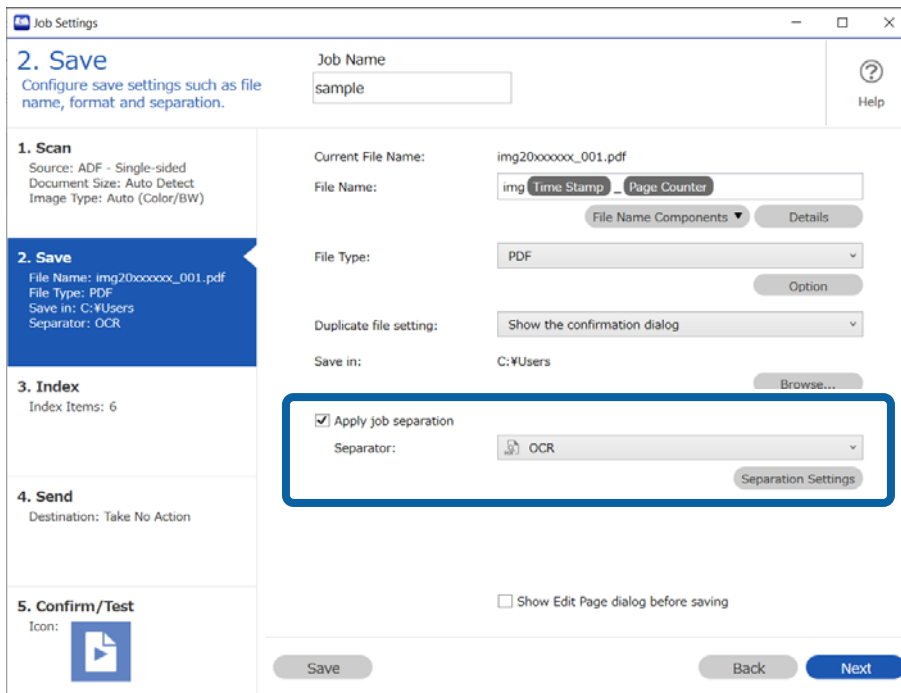 Job Settings
2. Save
Configure save settings such as file
name, format and separation.
Job Name
sample
Help
1. Scan
Source: ADF - Single-sided
Document Size: Auto Detect
Image Type: Auto (Color/BW)
2. Save
File Name: img20xxxxxx_001.pdf
File Type: PDF
Save in: C:¥Users
Separator: OCR
3. Index
Index Items: 6
4. Send
Destination: Take No Action
5. Confirm/Test
Icon:
Current File Name: img20xxxxxx_001.pdf
File Name: img Time Stamp _ Page Counter
File Name Components ▼ Details
File Type: PDF
Option
Duplicate file setting: Show the confirmation dialog
Save in: C:¥Users
Browse...
Apply job separation
Separator: OCR
Separation Settings
Show Edit Page dialog before saving
Save Back Next